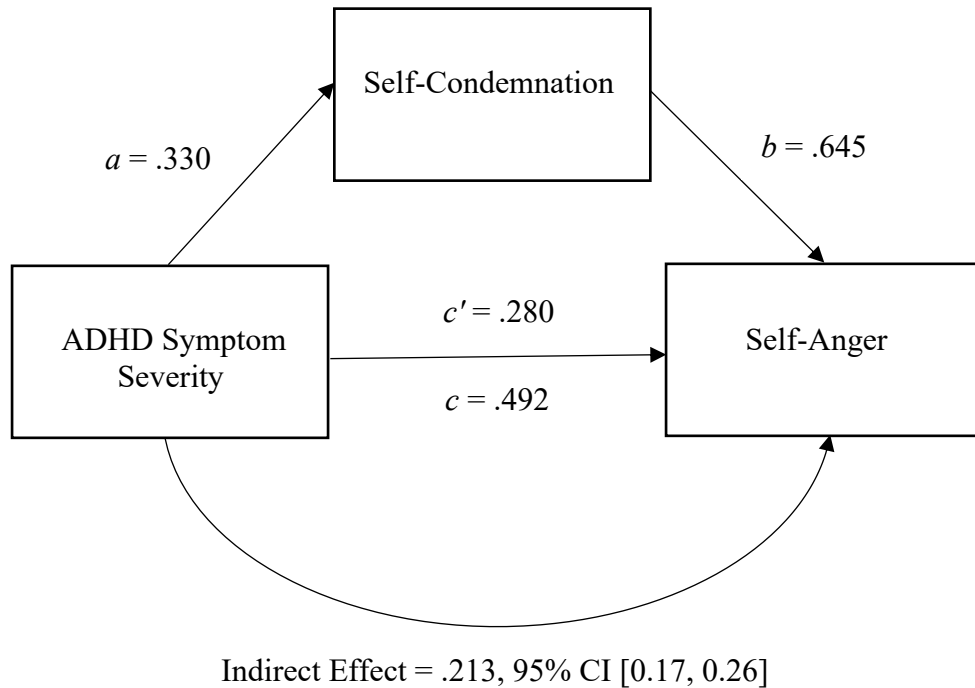 Self-Condemnation
a = .330
b = .645
ADHD Symptom
Severity
c' = .280
c = .492
Self-Anger
Indirect Effect = .213, 95% CI [0.17, 0.26]